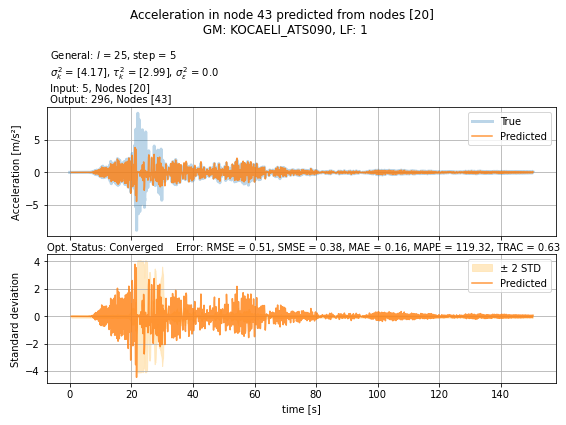 Acceleration in node 43 predicted from nodes [20]
GM: KOCAELI_ATS090, LF: 1
General: l = 25, step = 5
σ²ₖ = [4.17], τ²ₖ = [2.99], σ²ε = 0.0
Input: 5, Nodes [20]
Output: 296, Nodes [43]
Acceleration [m/s²]
5
0
−5
True
Predicted
Opt. Status: Converged Error: RMSE = 0.51, SMSE = 0.38, MAE = 0.16, MAPE = 119.32, TRAC = 0.63
Standard deviation
4
2
0
−2
−4
± 2 STD
Predicted
0 20 40 60 80 100 120 140
time [s]